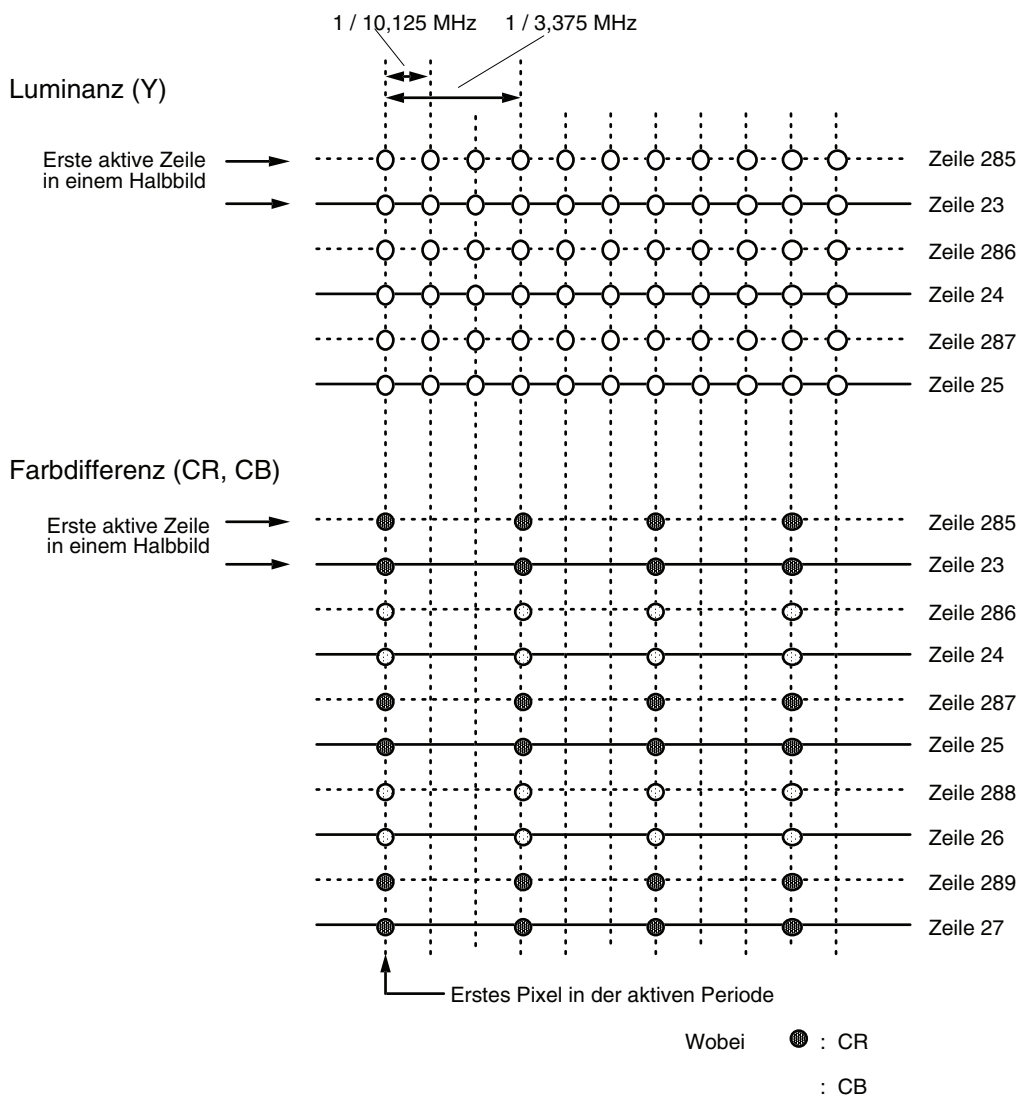 1 / 10,125 MHz 1 / 3,375 MHz
Luminanz (Y)
Erste aktive Zeile
in einem Halbbild
Zeile 285
Zeile 23
Zeile 286
Zeile 24
Zeile 287
Zeile 25
Farbdifferenz (CR, CB)
Erste aktive Zeile
in einem Halbbild
Zeile 285
Zeile 23
Zeile 286
Zeile 24
Zeile 287
Zeile 25
Zeile 288
Zeile 26
Zeile 289
Zeile 27
Erstes Pixel in der aktiven Periode
Wobei : CR
: CB